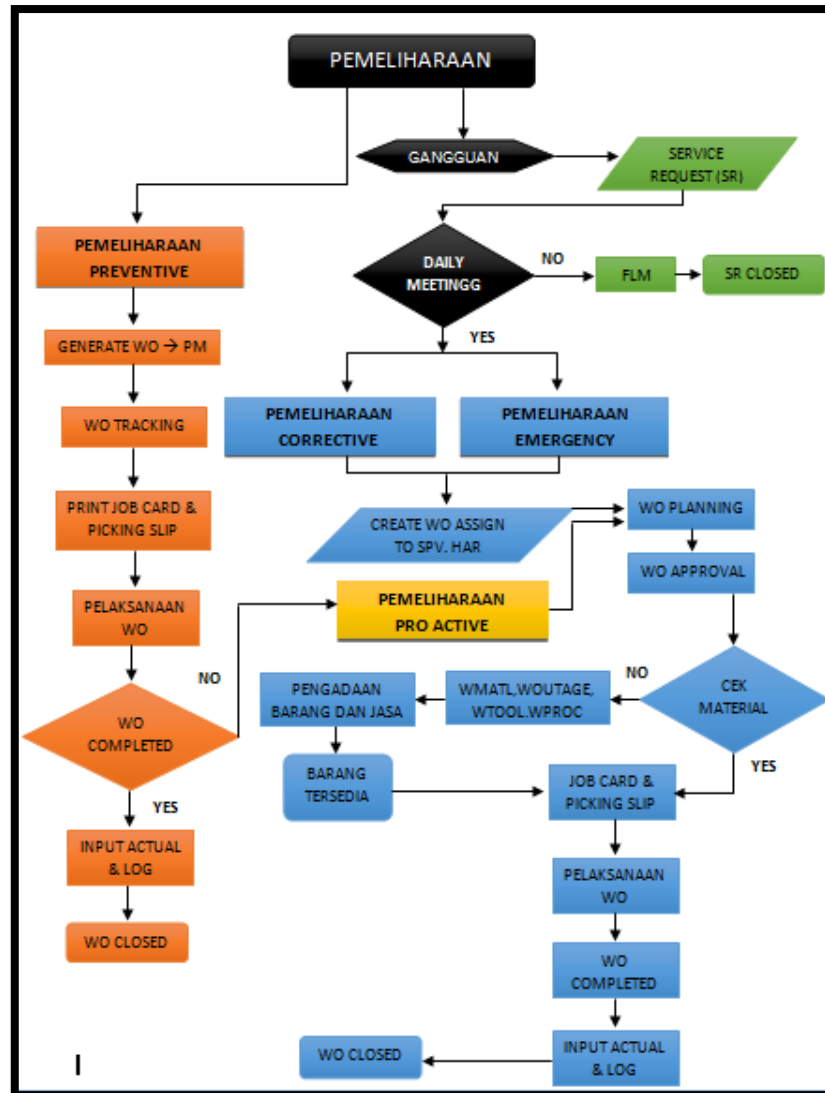 PEMELIHARAAN
GANGGUAN
SERVICE
REQUEST (SR)
PEMELIHARAAN
PREVENTIVE
DAILY
MEETINGG
NO
FLM
SR CLOSED
YES
GENERATE WO → PM
PEMELIHARAAN
CORRECTIVE
PEMELIHARAAN
EMERGENCY
WO TRACKING
PRINT JOB CARD &
PICKING SLIP
CREATE WO ASSIGN
TO SPV. HAR
WO PLANNING
WO APPROVAL
PELAKSANAAN
WO
PEMELIHARAAN
PRO ACTIVE
NO
WO
COMPLETED
YES
PENGADAAN
BARANG DAN JASA
WMATL,WOUTAGE,
WTOOL.WPROC
NO
CEK
MATERIAL
YES
BARANG
TERSEDIA
JOB CARD &
PICKING SLIP
INPUT ACTUAL
& LOG
WO CLOSED
PELAKSANAAN
WO
WO
COMPLETED
INPUT ACTUAL
& LOG
WO CLOSED
I